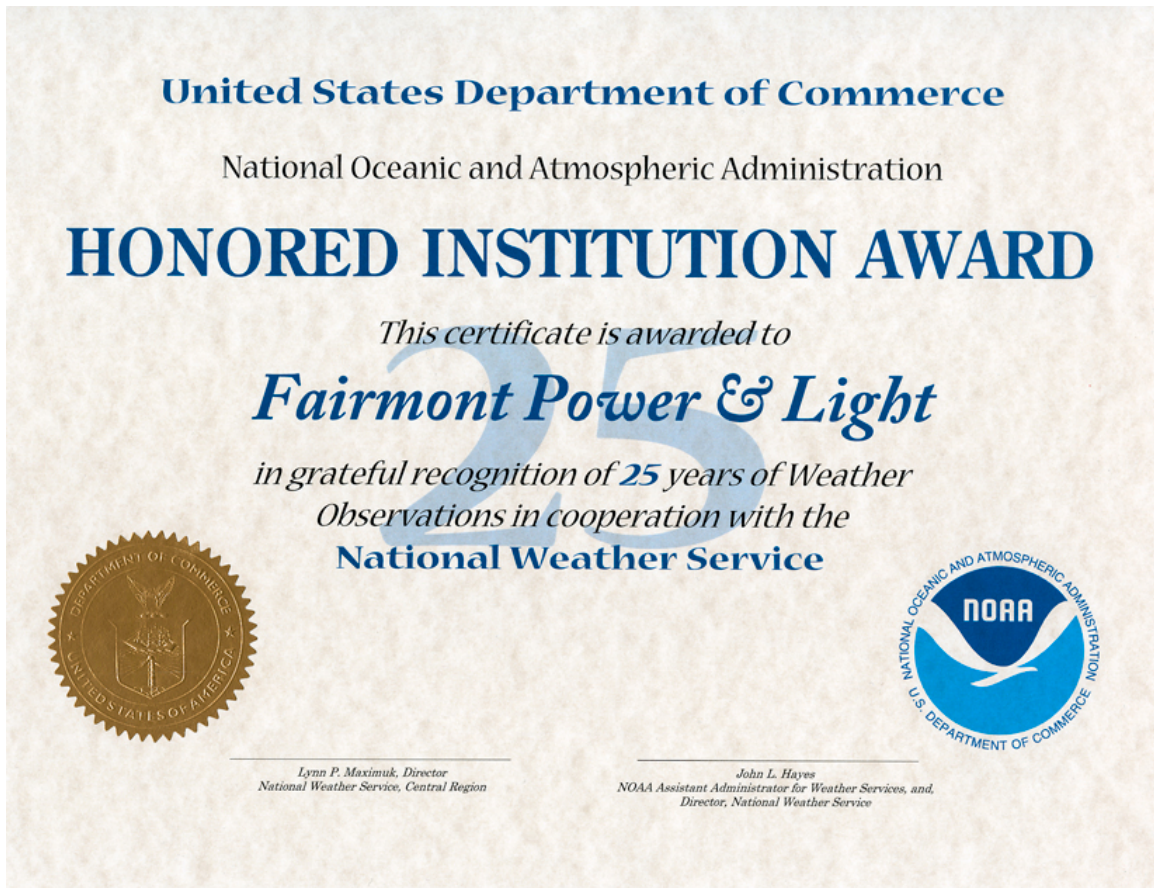 United States Department of Commerce
National Oceanic and Atmospheric Administration
HONORED INSTITUTION AWARD
This certificate is awarded to
25
Fairmont Power & Light
in grateful recognition of 25 years of Weather
Observations in cooperation with the
National Weather Service
DEPARTMENT OF COMMERCE
UNITED STATES OF AMERICA
NATIONAL OCEANIC AND ATMOSPHERIC ADMINISTRATION
NOAA
U.S. DEPARTMENT OF COMMERCE
Lynn P. Maximuk, Director
National Weather Service, Central Region
John L. Hayes
NOAA Assistant Administrator for Weather Services, and,
Director, National Weather Service